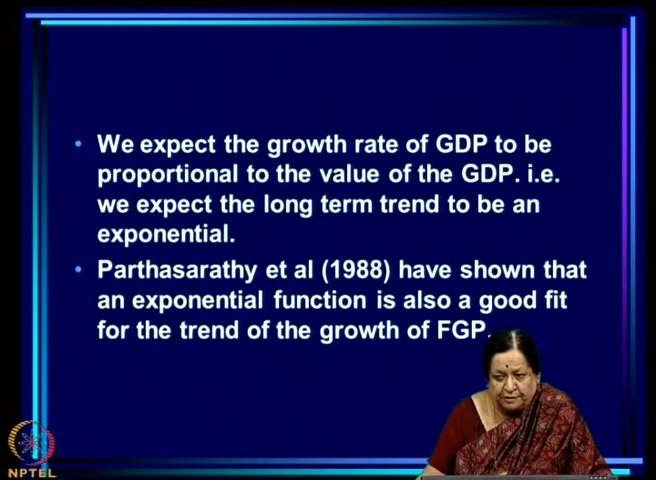 • We expect the growth rate of GDP to be
proportional to the value of the GDP. i.e.
we expect the long term trend to be an
exponential.
• Parthasarathy et al (1988) have shown that
an exponential function is also a good fit
for the trend of the growth of FGP.
NPTEL